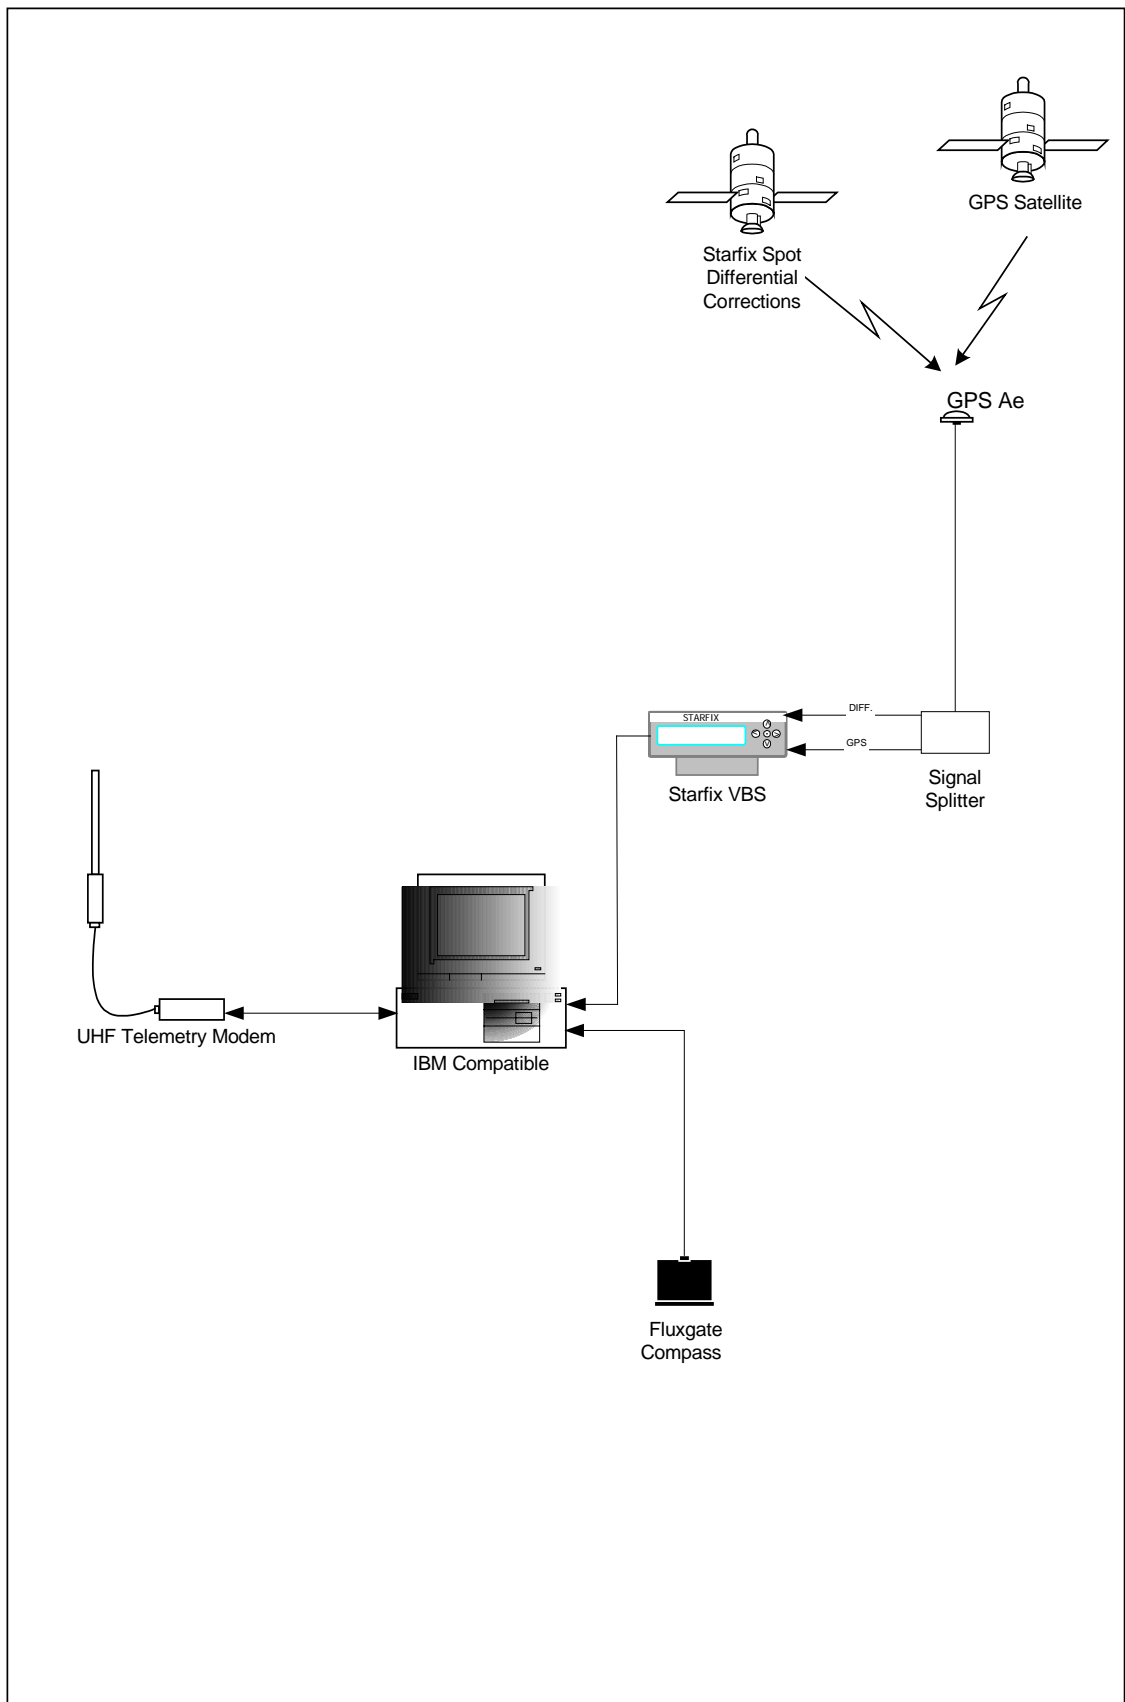 GPS Satellite
Starfix Spot
Differential
Corrections
GPS Ae
STARFIX
DIFF.
GPS
Starfix VBS
Signal
Splitter
UHF Telemetry Modem
IBM Compatible
Fluxgate
Compass